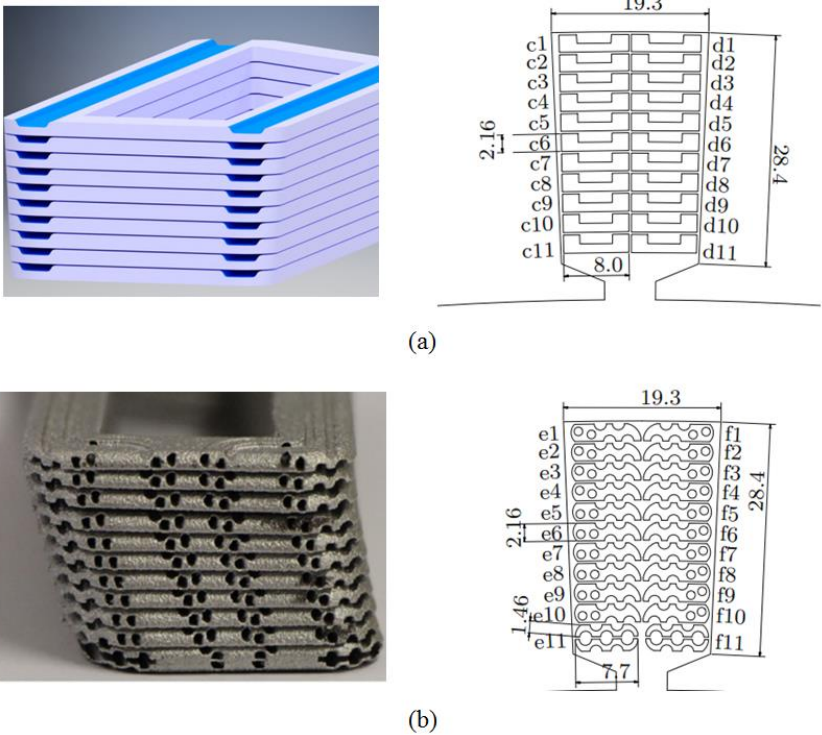 19.3
c1 d1
c2 d2
c3 d3
c4 d4
c5 d5
2.16
c6 d6
c7 d7
28.4
c8 d8
c9 d9
c10 d10
c11 d11
8.0
(a)
19.3
e1 f1
e2 f2
e3 f3
e4 f4
28.4
e5 f5
2.16
e6 f6
e7 f7
e8 f8
e9 f9
1.46
e10 f10
e11 f11
7.7
(b)